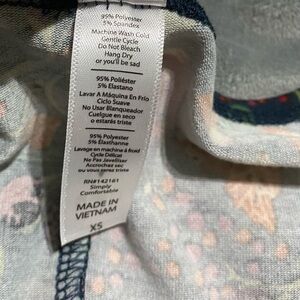 95% Polyester
5% Spandex
Machine Wash Cold
Gentle Cycle
Do Not Bleach
Hang Dry
or you'll be sad
95% Poliéster
5% Elastano
Lavar A Máquina En Frío
Ciclo Suave
No Usar Blanqueador
Cuelgue en seco
o estarás triste
95% Polyester
5% Élasthanne
Lavage en machine à froid
Cycle Délicat
Ne Pas Javelliser
Accrochez sec
ou vous serez triste
RN#142161
Simply
Comfortable
MADE IN
VIETNAM
XS